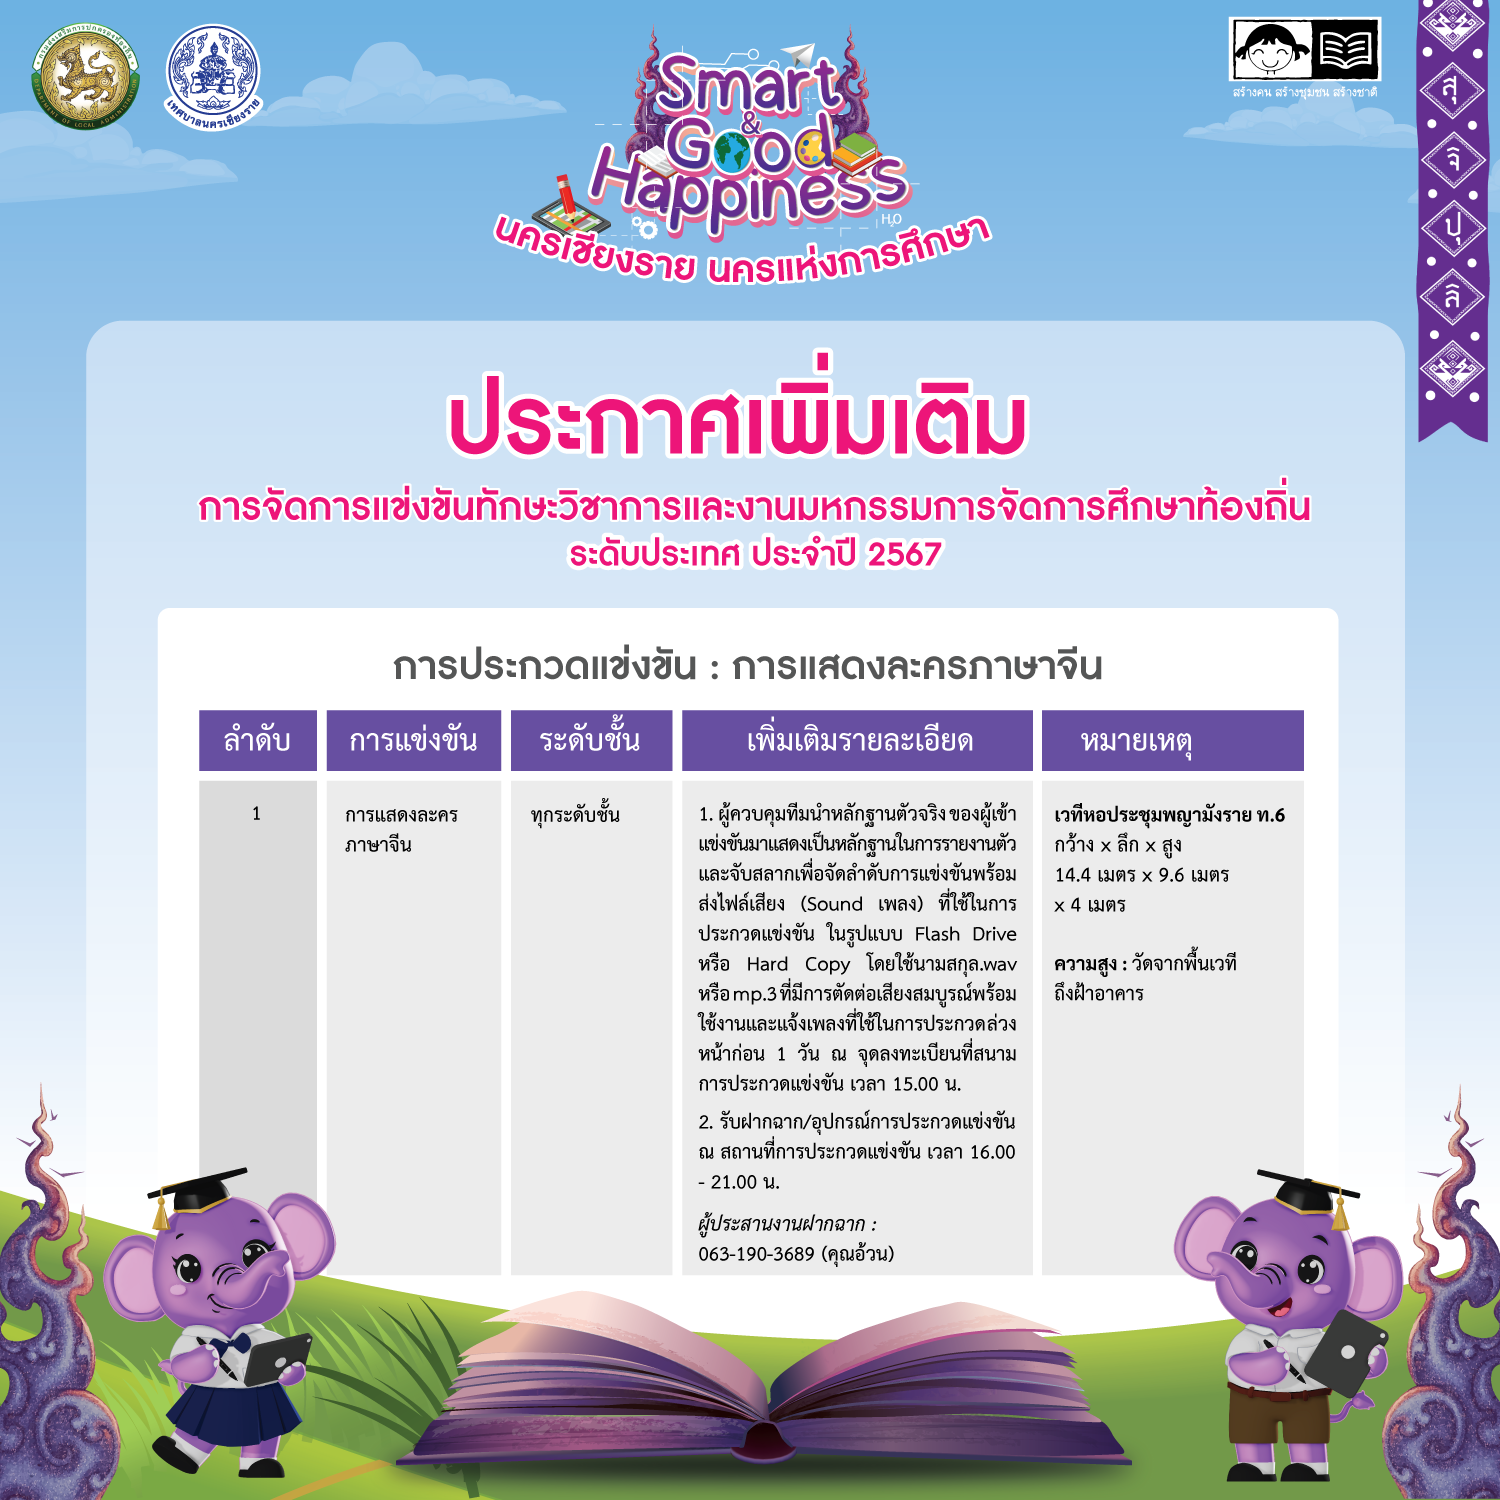 กรมส่งเสริมการปกครองท้องถิ่น
DEPARTMENT OF LOCAL ADMINISTRATION
เทศบาลนครเชียงราย
Smart
&
Good
Happiness
H₂O
นครเชียงราย นครแห่งการศึกษา
สร้างคน สร้างชุมชน สร้างชาติ
สุ
จิ
ปุ
ลิ
ประกาศเพิ่มเติม
การจัดการแข่งขันทักษะวิชาการและงานมหกรรมการจัดการศึกษาท้องถิ่น
ระดับประเทศ ประจำปี 2567
การประกวดแข่งขัน : การแสดงละครภาษาจีน
ลำดับ
การแข่งขัน
ระดับชั้น
เพิ่มเติมรายละเอียด
หมายเหตุ
1
การแสดงละคร
ภาษาจีน
ทุกระดับชั้น
1. ผู้ควบคุมทีมนำหลักฐานตัวจริง ของผู้เข้า
แข่งขันมาแสดงเป็นหลักฐานในการรายงานตัว
และจับสลากเพื่อจัดลำดับการแข่งขันพร้อม
ส่งไฟล์เสียง (Sound เพลง) ที่ใช้ในการ
ประกวดแข่งขัน ในรูปแบบ Flash Drive
หรือ Hard Copy โดยใช้นามสกุล.wav
หรือ mp.3 ที่มีการตัดต่อเสียงสมบูรณ์พร้อม
ใช้งานและแจ้งเพลงที่ใช้ในการประกวดล่วง
หน้าก่อน 1 วัน ณ จุดลงทะเบียนที่สนาม
การประกวดแข่งขัน เวลา 15.00 น.
2. รับฝากฉาก/อุปกรณ์การประกวดแข่งขัน
ณ สถานที่การประกวดแข่งขัน เวลา 16.00
- 21.00 น.
ผู้ประสานงานฝากฉาก :
063-190-3689 (คุณอ้วน)
เวทีหอประชุมพญามังราย ท.6
กว้าง x ลึก x สูง
14.4 เมตร x 9.6 เมตร
x 4 เมตร
ความสูง : วัดจากพื้นเวที
ถึงฝ้าอาคาร